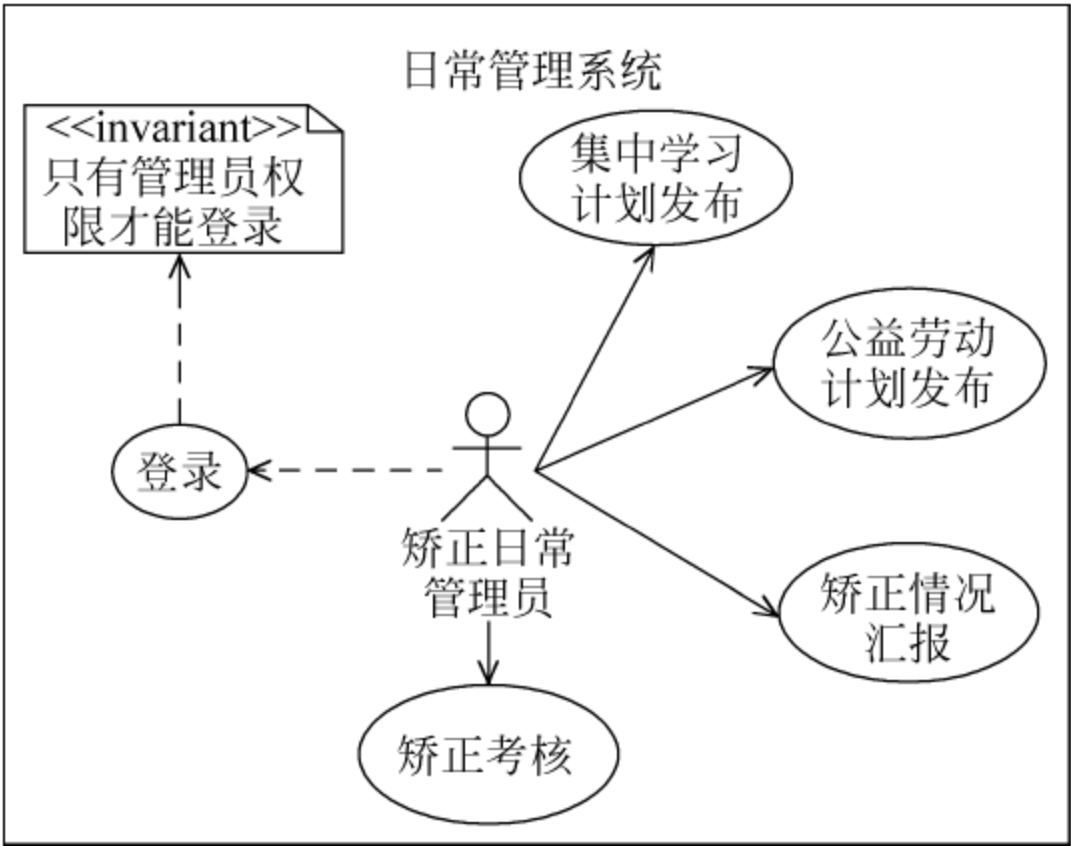 日常管理系统
<<invariant>>
只有管理员权
限才能登录
集中学习
计划发布
公益劳动
计划发布
登录
矫正日常
管理员
矫正情况
汇报
矫正考核